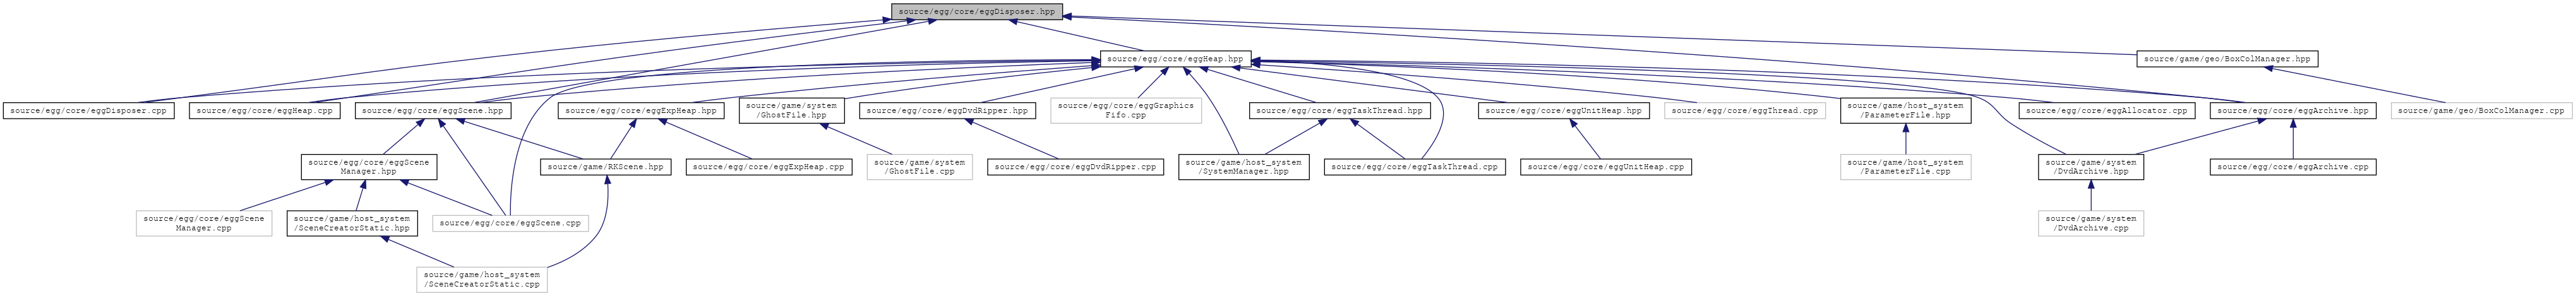 source/egg/core/eggDisposer.hpp
source/egg/core/eggHeap.hpp
source/game/geo/BoxColManager.hpp
source/egg/core/eggDisposer.cpp
source/egg/core/eggHeap.cpp
source/egg/core/eggScene.hpp
source/egg/core/eggExpHeap.hpp
source/game/system
/GhostFile.hpp
source/egg/core/eggDvdRipper.hpp
source/egg/core/eggGraphics
Fifo.cpp
source/egg/core/eggTaskThread.hpp
source/egg/core/eggUnitHeap.hpp
source/egg/core/eggThread.cpp
source/game/host_system
/ParameterFile.hpp
source/egg/core/eggAllocator.cpp
source/egg/core/eggArchive.hpp
source/game/geo/BoxColManager.cpp
source/egg/core/eggScene
Manager.hpp
source/game/RKScene.hpp
source/egg/core/eggExpHeap.cpp
source/game/system
/GhostFile.cpp
source/egg/core/eggDvdRipper.cpp
source/game/host_system
/SystemManager.hpp
source/egg/core/eggTaskThread.cpp
source/egg/core/eggUnitHeap.cpp
source/game/host_system
/ParameterFile.cpp
source/game/system
/DvdArchive.hpp
source/egg/core/eggArchive.cpp
source/egg/core/eggScene
Manager.cpp
source/game/host_system
/SceneCreatorStatic.hpp
source/egg/core/eggScene.cpp
source/game/system
/DvdArchive.cpp
source/game/host_system
/SceneCreatorStatic.cpp